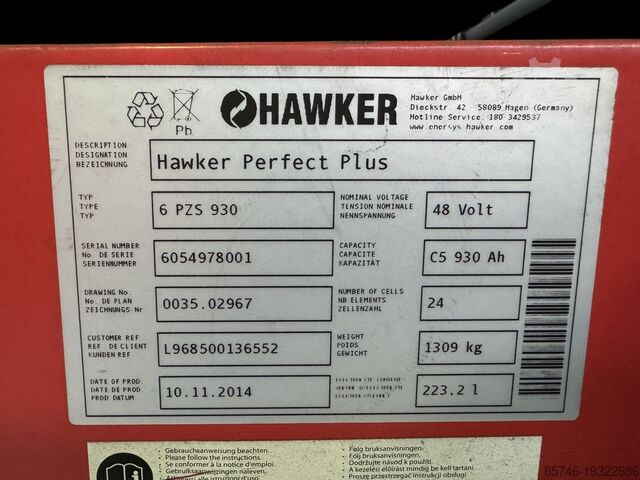 Pb
HAWKER
Hawker GmbH
Dieckstr. 42 58089 Hagen (Germany)
Hotline Service: 180 3429537
www.enersys-hawker.com
DESCRIPTION
DESIGNATION
BEZEICHNUNG
Hawker Perfect Plus
TYP
TYPE
TYP
6 PZS 930
NOMINAL VOLTAGE
TENSION NOMINALE
NENNSPANNUNG
48 Volt
SERIAL NUMBER
No DE SERIE
SERIENNUMMER
6054978001
CAPACITY
CAPACITE
KAPAZITÄT
C5 930 Ah
DRAWING No.
No. DE PLAN
ZEICHNUNGS Nr
0035.02967
NUMBER OF CELLS
NB ELEMENTS
ZELLENZAHL
24
CUSTOMER REF
REF DE CLIENT
KUNDEN REF
L968500136552
WEIGHT
POIDS
GEWICHT
1309 kg
DATE OF PROD
DATE DE PROD
PROD DATUM
10.11.2014
223,2 l
• Gebrauchsanweisung beachten.
• Please follow the instructions.
• Se conformer à la notice d'emploi.
• Gebruiksaanwijzingen naleven.
• Følg bruksanvisningen.
• Følg bruksanvisningen.
• Dodržujte návod k použití.
• A kezelési előírást mindig be kell tartani.
• Proszę przestrzegać instrukcji
85746-19322686